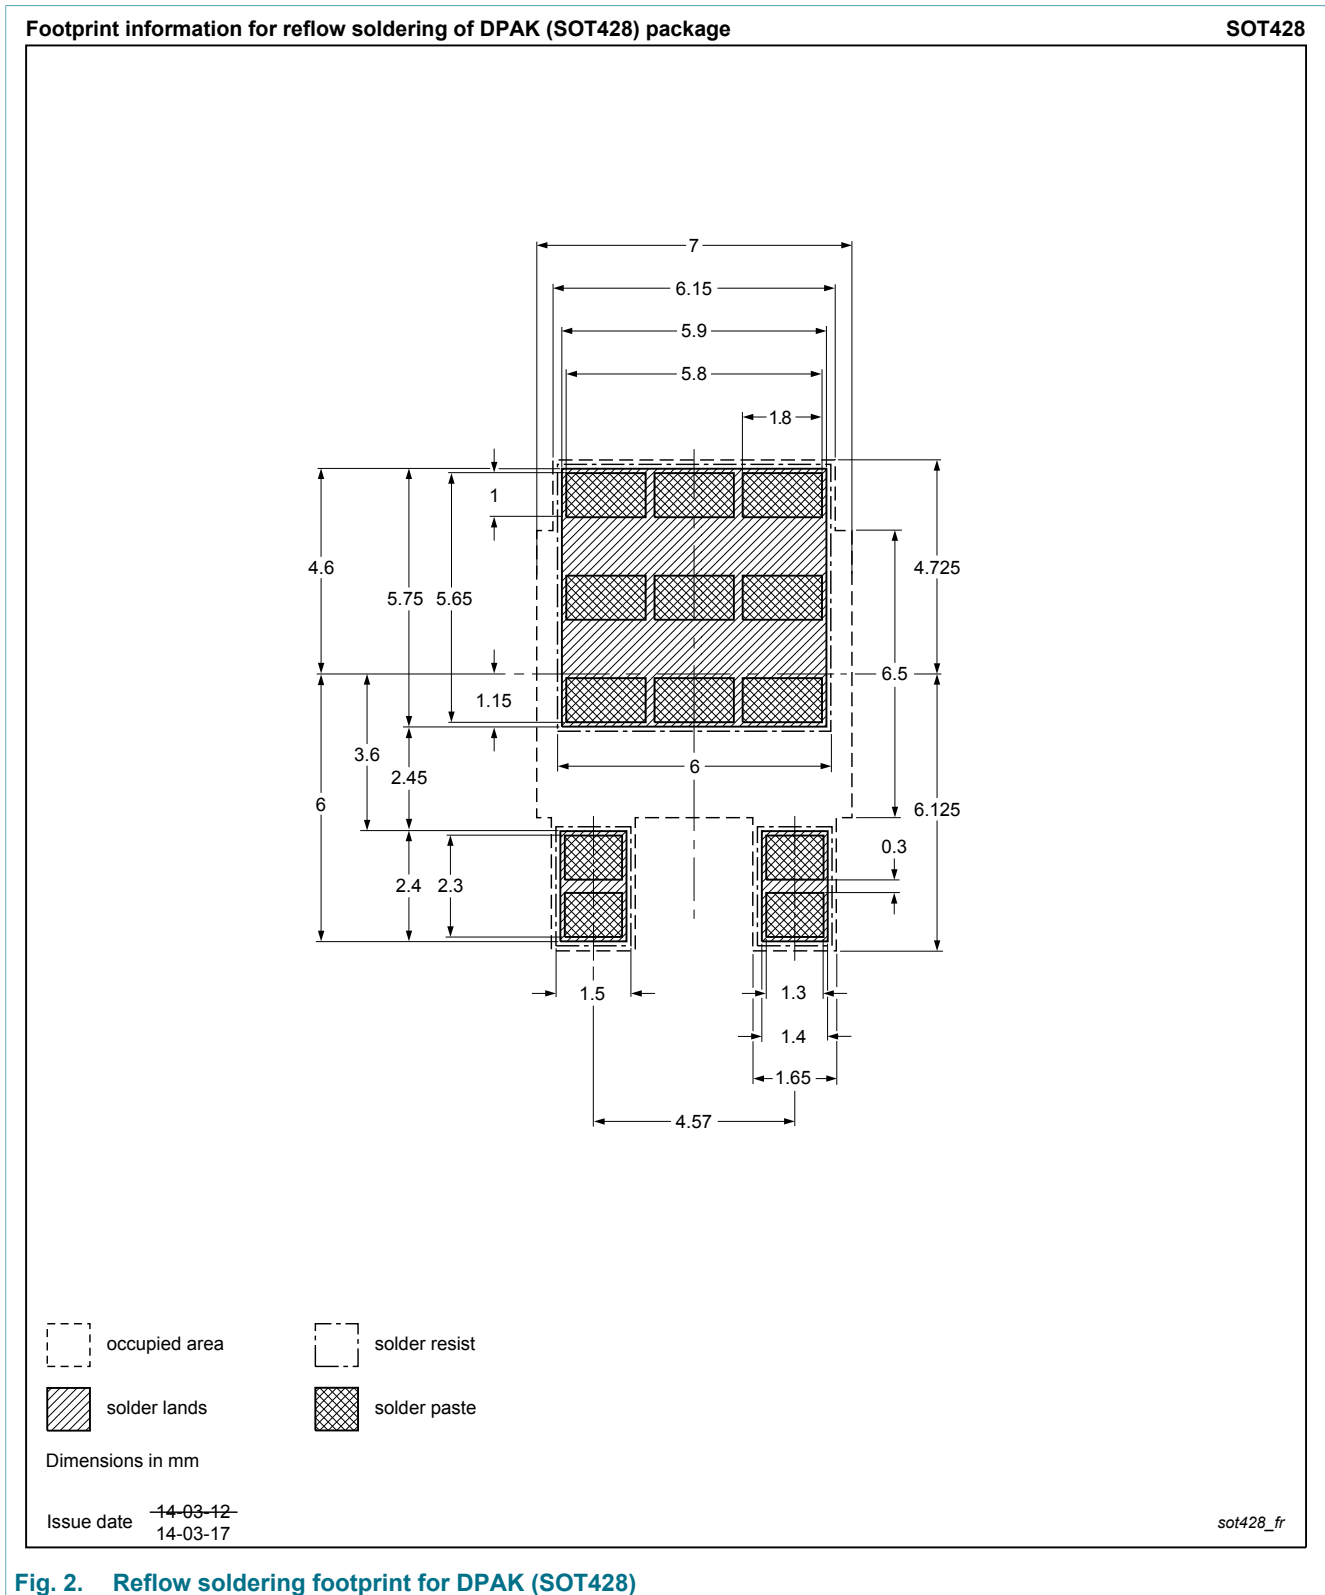 Footprint information for reflow soldering of DPAK (SOT428) package SOT428
7
6.15
5.9
5.8
1.8
1
4.6
4.725
5.75 5.65
6.5
1.15
3.6
6
2.45
6
6.125
0.3
2.4 2.3
1.5
1.3
1.4
1.65
4.57
occupied area
solder resist
solder lands
solder paste
Dimensions in mm
Issue date 14-03-12
14-03-17
sot428_fr
Fig. 2. Reflow soldering footprint for DPAK (SOT428)